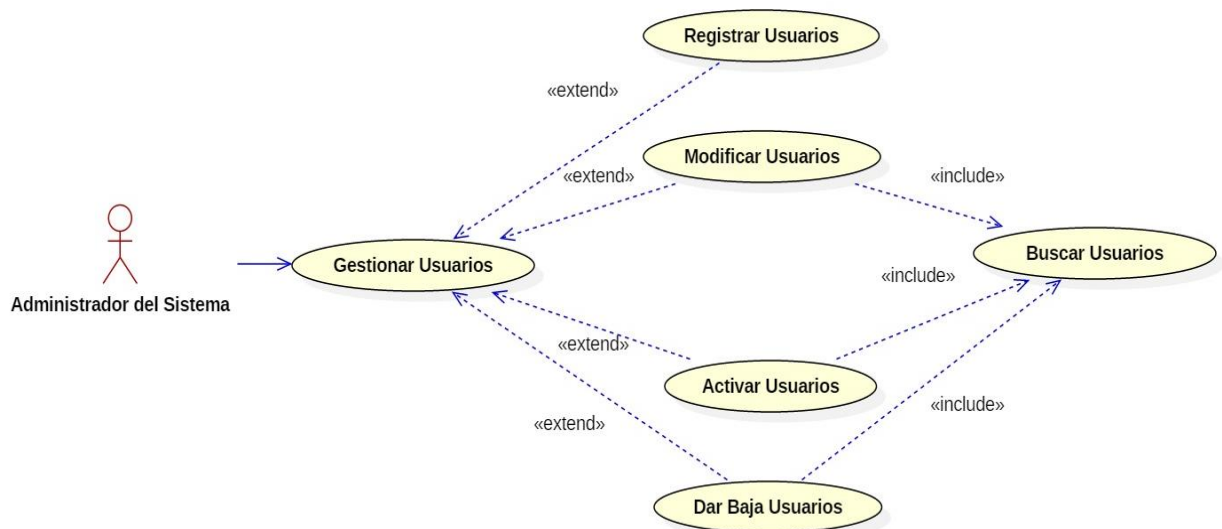 Registrar Usuarios
«extend»
Modificar Usuarios
«extend»
«include»
Gestionar Usuarios
Buscar Usuarios
«include»
Administrador del Sistema
«extend»
Activar Usuarios
«include»
«extend»
Dar Baja Usuarios